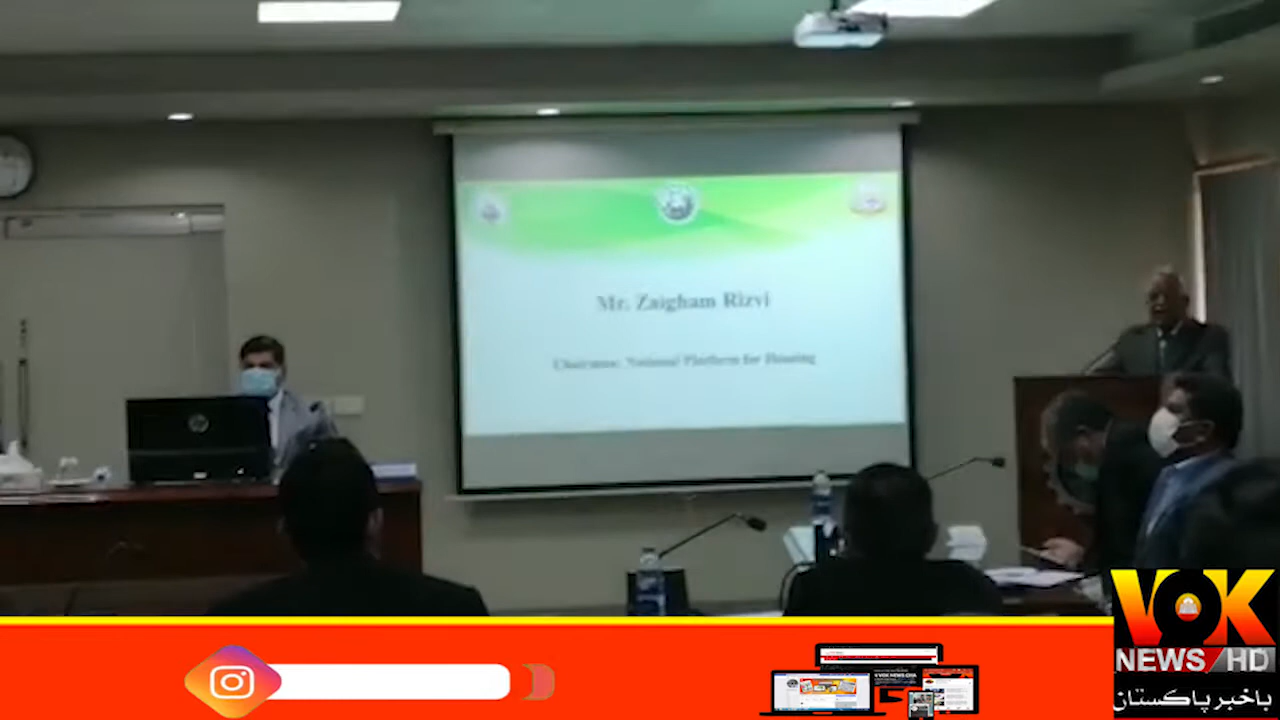 Mr. Zaigham Rizvi
Chairman, National Platform for Housing
VOK
NEWS/HD
باخبر پاکستان